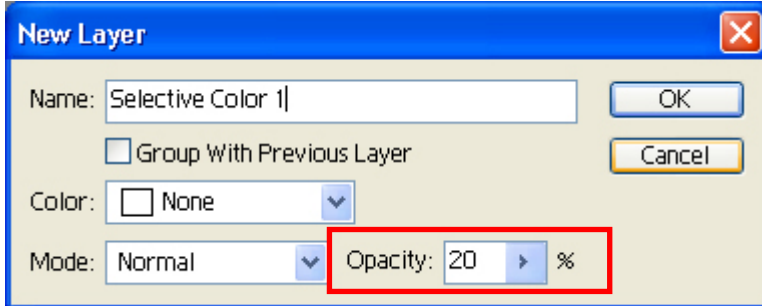 New Layer
Name: Selective Color 1 OK
Group With Previous Layer Cancel
Color: None
Mode: Normal Opacity: 20 %